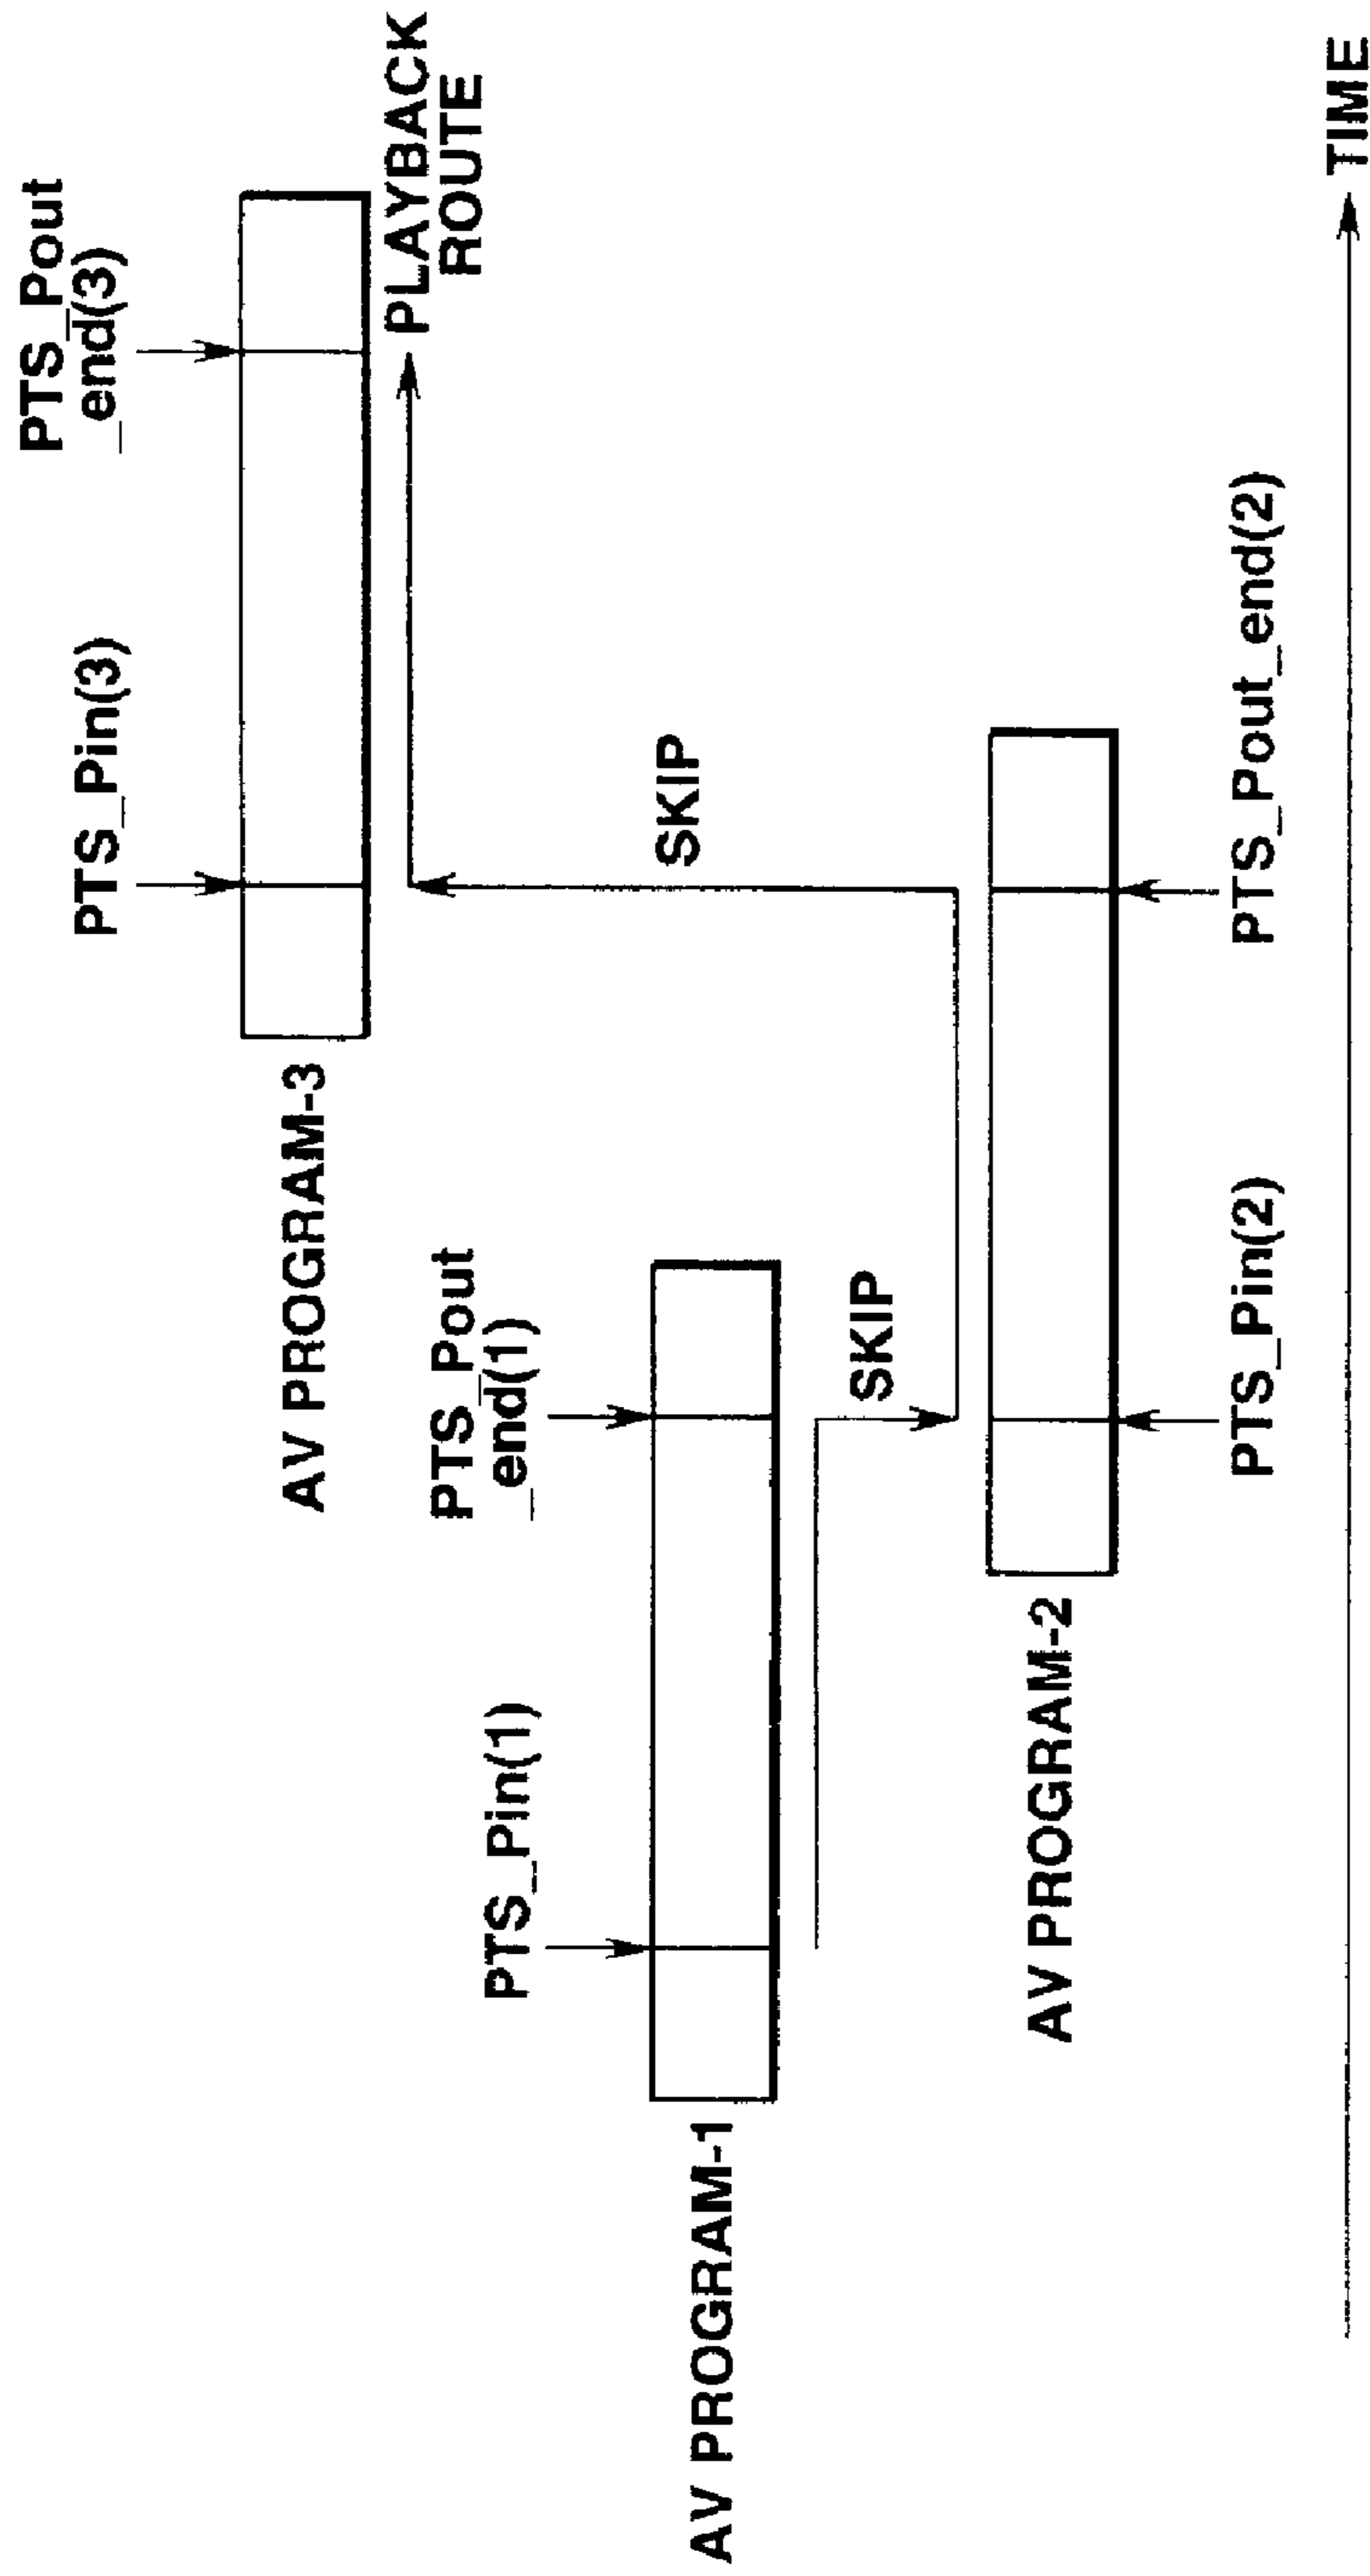 PTS_Pout
_end(3)
PTS_Pin(3)
PLAYBACK
ROUTE
AV PROGRAM-3
SKIP
PTS_Pout
_end(1)
PTS_Pin(1)
AV PROGRAM-1
SKIP
AV PROGRAM-2
PTS_Pin(2)
PTS_Pout_end(2)
TIME